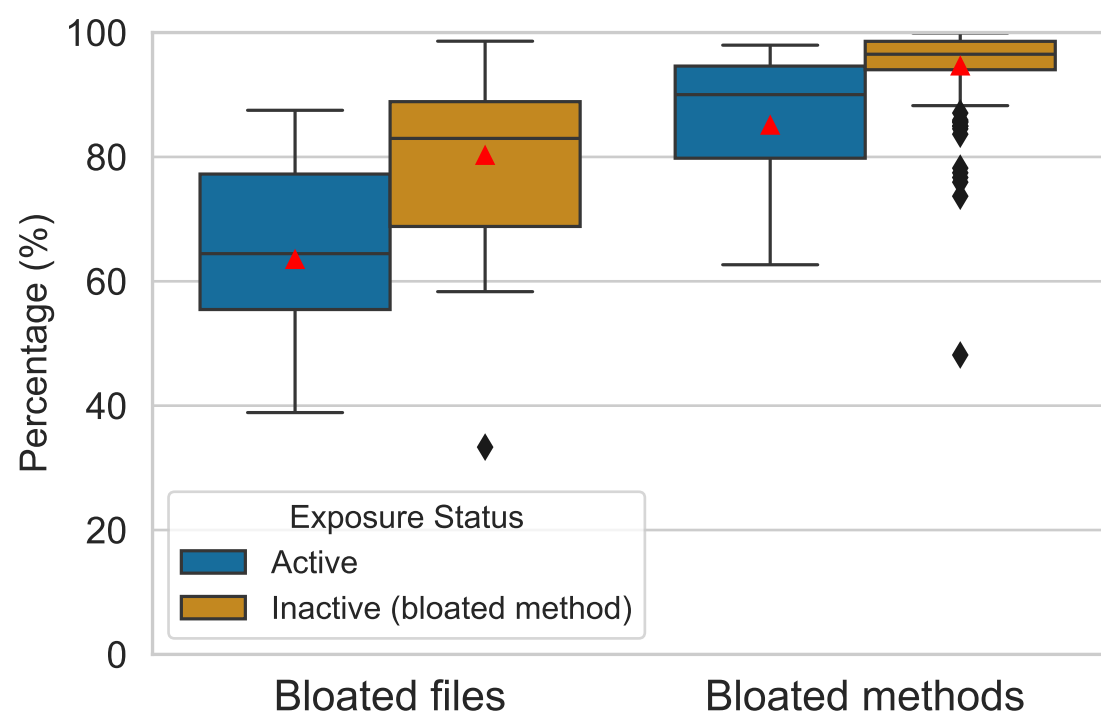 Percentage (%)
100
80
60
40
20
0
Exposure Status
Active
Inactive (bloated method)
Bloated files
Bloated methods